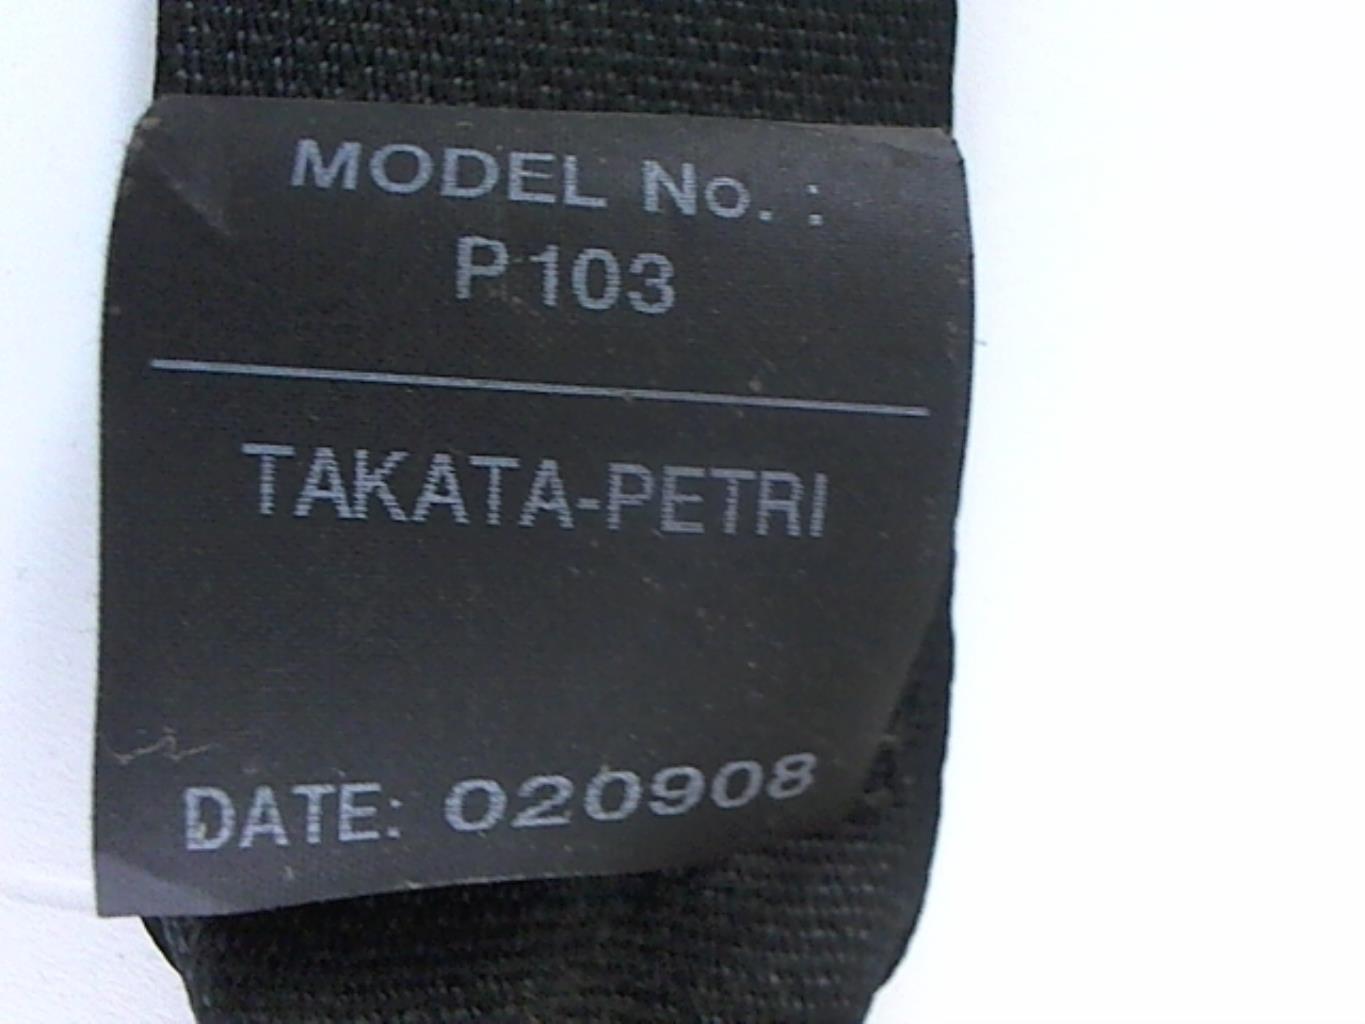 MODEL No. :
P103
TAKATA-PETRI
DATE: 020908